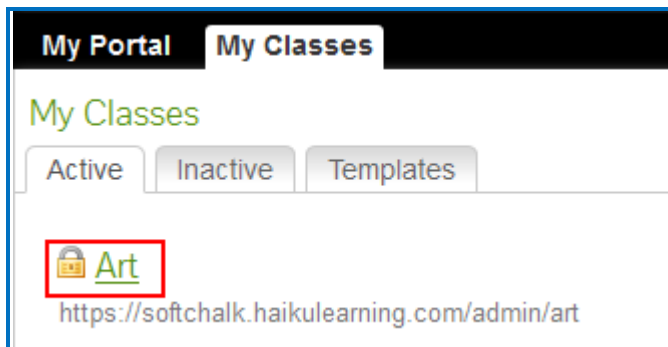 My Portal My Classes
My Classes
Active Inactive Templates
Art
https://softchalk.haikulearning.com/admin/art